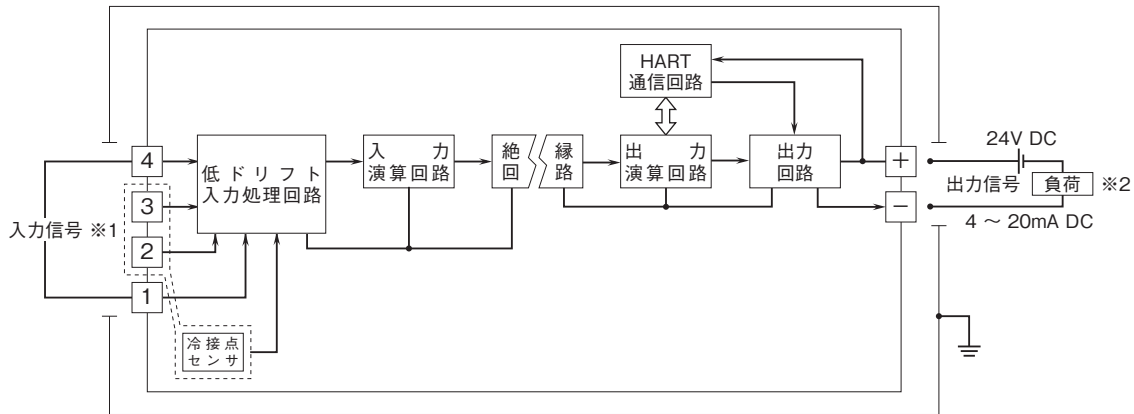 HART
通信回路
4
3
2
1
入力信号 ※1
低ドリフト
入力処理回路
入力
演算回路
絶縁
回路
出力
演算回路
出力
回路
+
−
24V DC
出力信号
負荷
※2
4 ～ 20mA DC
冷接点
センサ